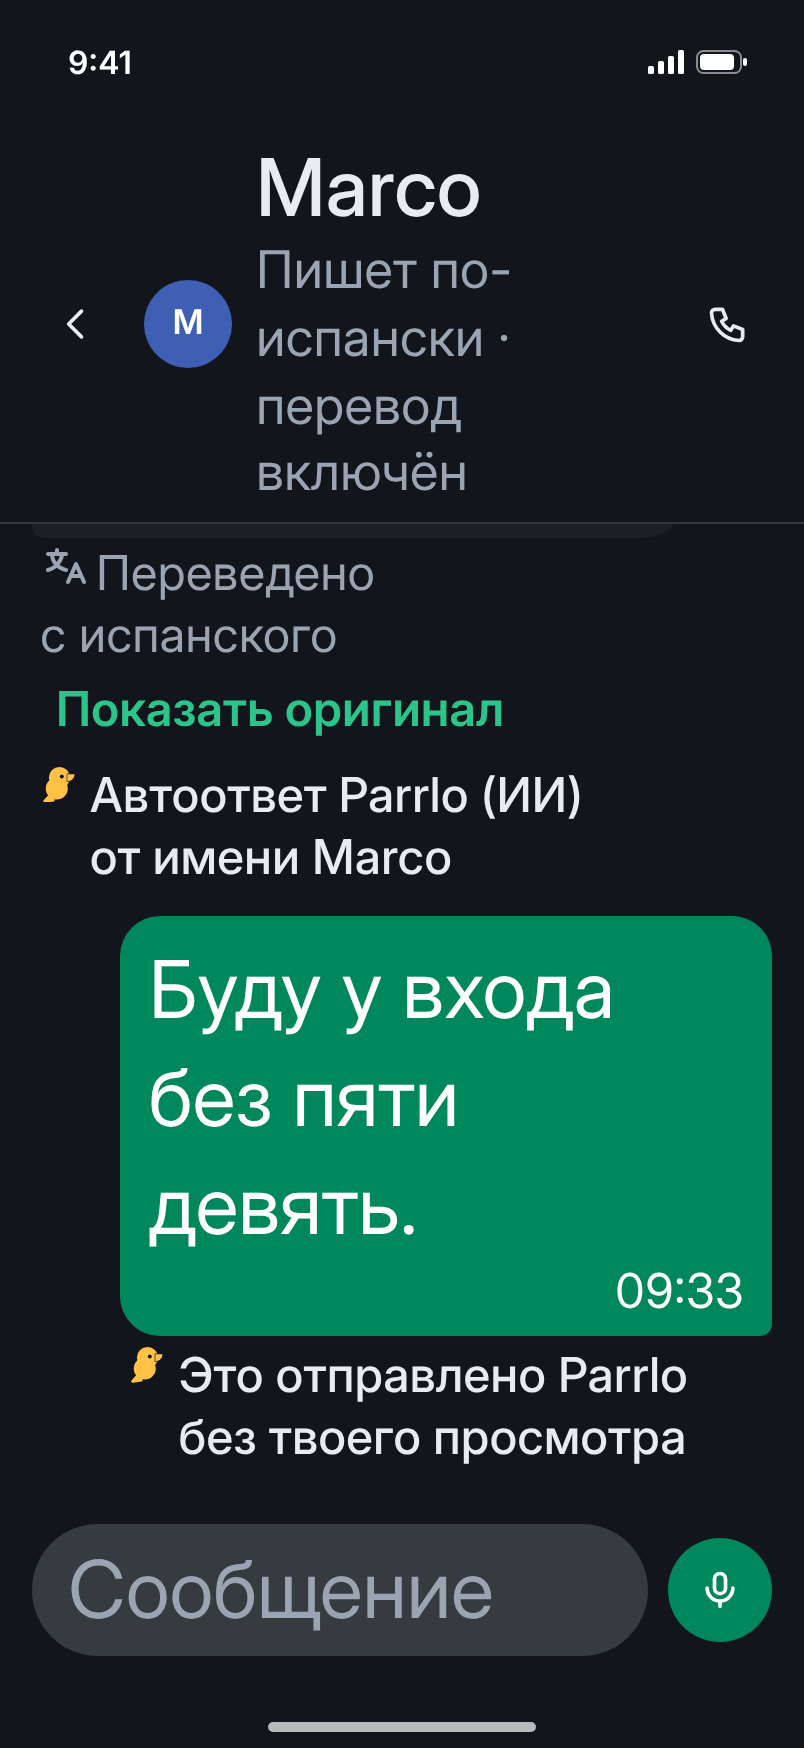 9:41
Marco
Пишет по-
испански ·
перевод
включён
M
Переведено
с испанского
Показать оригинал
Автоответ Parrlo (ИИ)
от имени Marco
Буду у входа
без пяти
девять.
09:33
Это отправлено Parrlo
без твоего просмотра
Сообщение